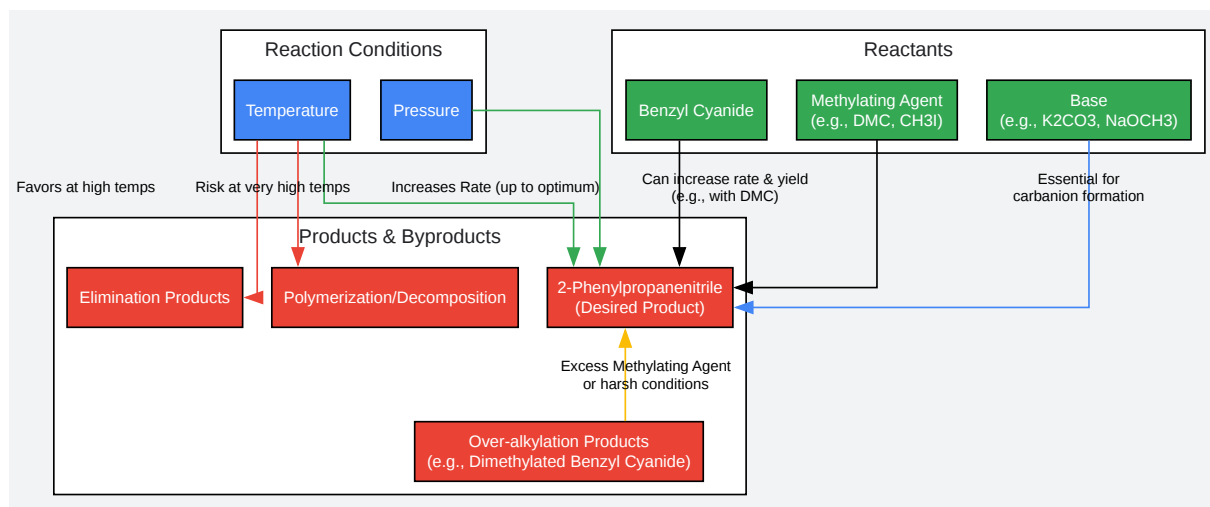 Reaction Conditions
Reactants
Temperature
Pressure
Benzyl Cyanide
Methylating Agent
(e.g., DMC, CH3I)
Base
(e.g., K2CO3, NaOCH3)
Favors at high temps
Risk at very high temps
Increases Rate (up to optimum)
Can increase rate & yield
(e.g., with DMC)
Essential for
carbanion formation
Products & Byproducts
Elimination Products
Polymerization/Decomposition
2-Phenylpropanenitrile
(Desired Product)
Excess Methylating Agent
or harsh conditions
Over-alkylation Products
(e.g., Dimethylated Benzyl Cyanide)